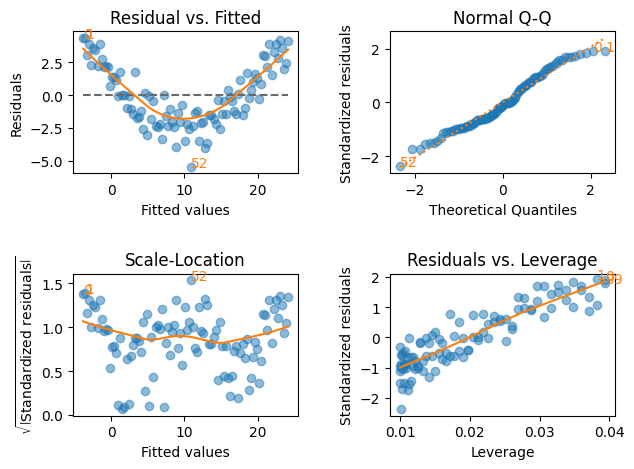 Residual vs. Fitted
Residuals
2.5
0.0
−2.5
−5.0
0
10
20
Fitted values
52
Normal Q-Q
Standardized residuals
2
0
−2
−2
0
2
Theoretical Quantiles
52
0
1
Scale-Location
√|Standardized residuals|
1.5
1.0
0.5
0.0
0
10
20
Fitted values
52
Residuals vs. Leverage
Standardized residuals
2
1
0
−1
−2
0.01
0.02
0.03
0.04
Leverage
99